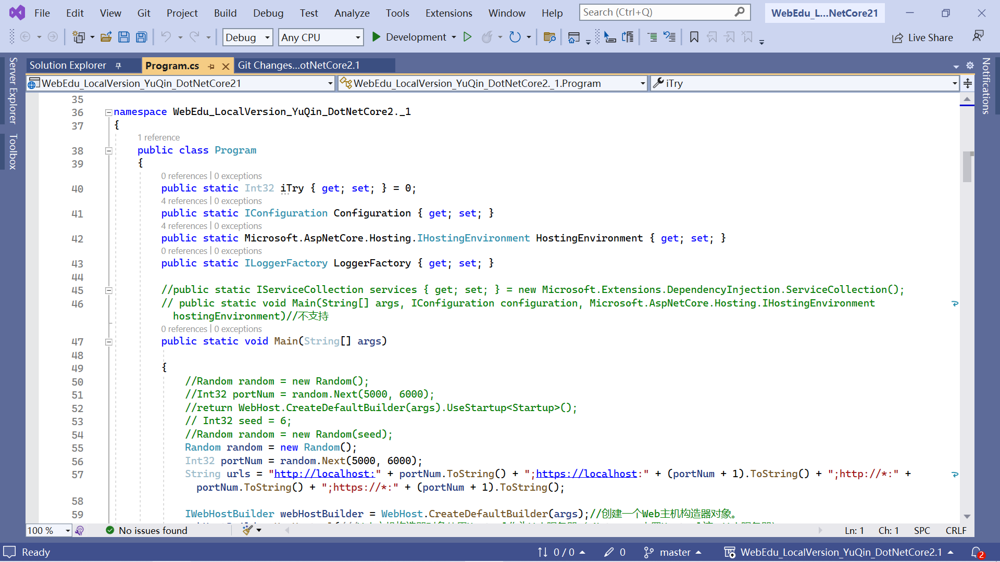 File Edit View Git Project Build Debug Test Analyze Tools Extensions Window Help Search (Ctrl+Q) WebEdu_L...NetCore21
Debug Any CPU Development Live Share
Server Explorer
Toolbox
Notifications
Solution Explorer Program.cs Git Changes...otNetCore2.1
WebEdu_LocalVersion_YuQin_DotNetCore21 WebEdu_LocalVersion_YuQin_DotNetCore2._1.Program iTry
35
36 namespace WebEdu_LocalVersion_YuQin_DotNetCore2._1
37 {
1 reference
38 public class Program
39 {
0 references | 0 exceptions
40 public static Int32 iTry { get; set; } = 0;
4 references | 0 exceptions
41 public static IConfiguration Configuration { get; set; }
4 references | 0 exceptions
42 public static Microsoft.AspNetCore.Hosting.IHostingEnvironment HostingEnvironment { get; set; }
0 references | 0 exceptions
43 public static ILoggerFactory LoggerFactory { get; set; }
44
45 //public static IServiceCollection services { get; set; } = new Microsoft.Extensions.DependencyInjection.ServiceCollection();
46 // public static void Main(String[] args, IConfiguration configuration, Microsoft.AspNetCore.Hosting.IHostingEnvironment
hostingEnvironment)//不支持
0 references | 0 exceptions
47 public static void Main(String[] args)
48
49 {
50 //Random random = new Random();
51 //Int32 portNum = random.Next(5000, 6000);
52 //return WebHost.CreateDefaultBuilder(args).UseStartup<Startup>();
53 // Int32 seed = 6;
54 //Random random = new Random(seed);
55 Random random = new Random();
56 Int32 portNum = random.Next(5000, 6000);
57 String urls = "http://localhost:" + portNum.ToString() + ";https://localhost:" + (portNum + 1).ToString() + ";http://*:" +
portNum.ToString() + ";https://*:" + (portNum + 1).ToString();
58
59 IWebHostBuilder webHostBuilder = WebHost.CreateDefaultBuilder(args);//创建一个Web主机构造器对象。
100 % No issues found Ln: 1 Ch: 1 SPC CRLF
Ready 0 / 0 0 master WebEdu_LocalVersion_YuQin_DotNetCore2.1 2